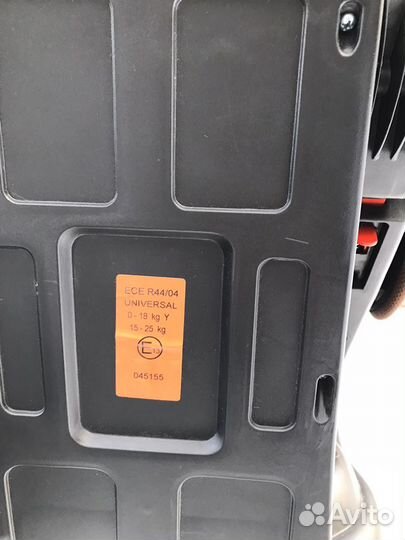 ECE R44/04
UNIVERSAL
0 - 18 kg Y
15 - 25 kg
E
045155
Avito